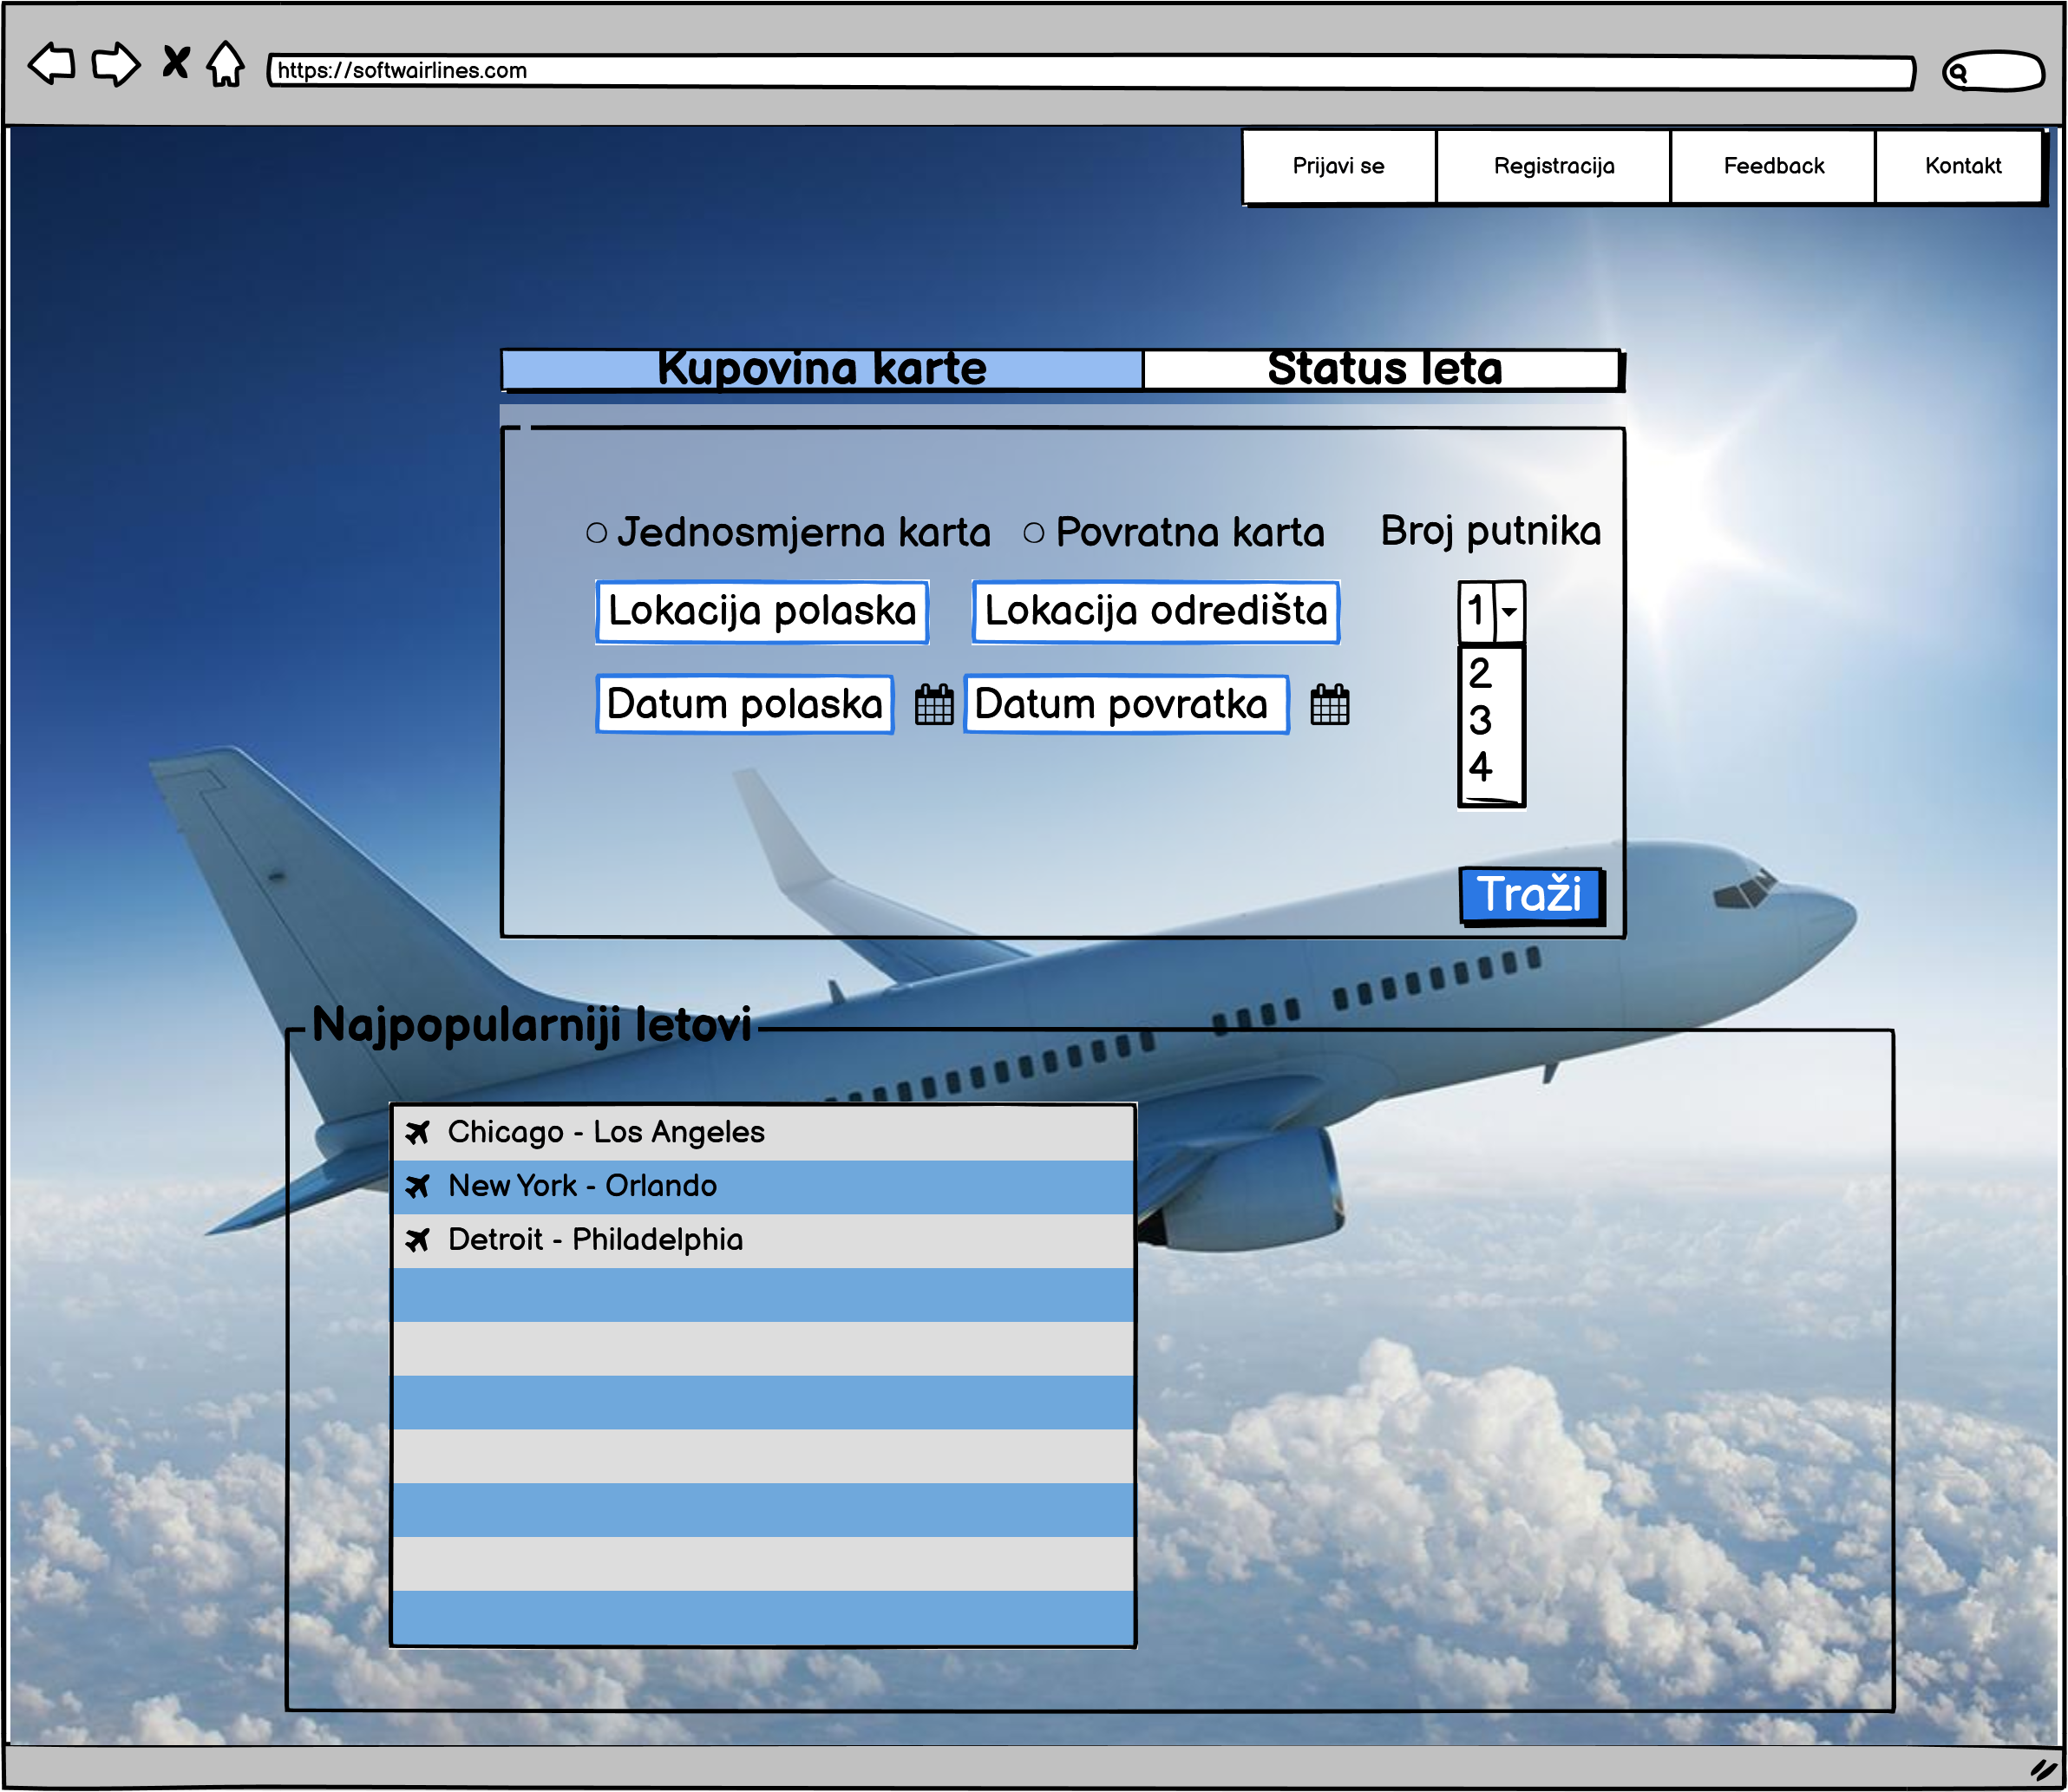 https://softwairlines.com
Prijavi se Registracija Feedback Kontakt
Kupovina karte Status leta
Jednosmjerna karta Povratna karta Broj putnika
Lokacija polaska Lokacija odredišta 1
Datum polaska Datum povratka 2
3
4
Traži
Najpopularniji letovi
Chicago - Los Angeles
New York - Orlando
Detroit - Philadelphia